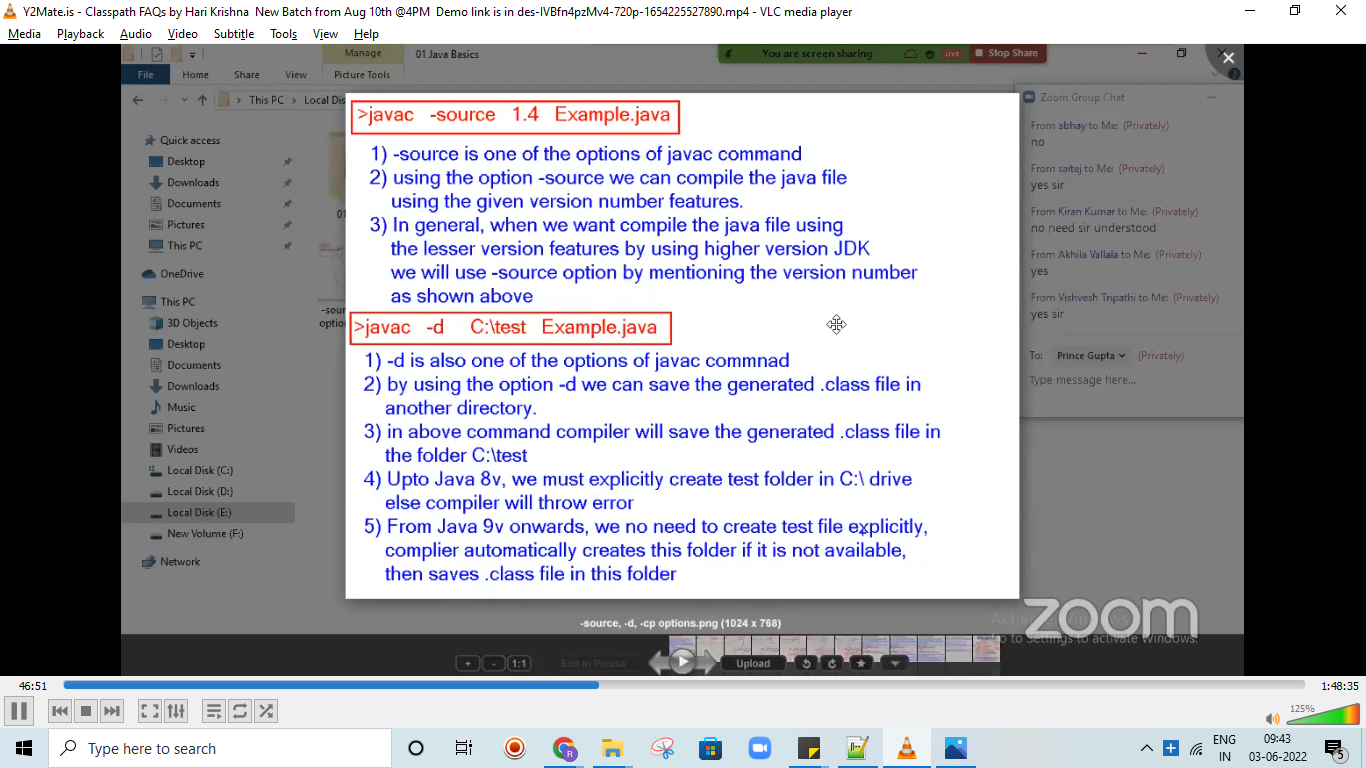 Y2Mate.is - Classpath FAQs by Hari Krishna  New Batch from Aug 10th @4PM  Demo link is in des-IVBfn4pzMv4-720p-1654225527890.mp4 - VLC media player
Media Playback Audio Video Subtitle Tools View Help
Manage 01 Java Basics
You are screen sharing LIVE Stop Share
File Home Share View Picture Tools
This PC Local Dis
Quick access
Desktop
Downloads
Documents
Pictures
This PC
OneDrive
This PC
3D Objects
Desktop
Documents
Downloads
Music
Pictures
Videos
Local Disk (C:)
Local Disk (D:)
Local Disk (E:)
New Volume (F:)
Network
01
-sour
option
>javac -source 1.4 Example.java
1) -source is one of the options of javac command
2) using the option -source we can compile the java file
using the given version number features.
3) In general, when we want compile the java file using
the lesser version features by using higher version JDK
we will use -source option by mentioning the version number
as shown above
>javac -d C:\test Example.java
1) -d is also one of the options of javac commnad
2) by using the option -d we can save the generated .class file in
another directory.
3) in above command compiler will save the generated .class file in
the folder C:\test
4) Upto Java 8v, we must explicitly create test folder in C:\ drive
else compiler will throw error
5) From Java 9v onwards, we no need to create test file explicitly,
complier automatically creates this folder if it is not available,
then saves .class file in this folder
Zoom Group Chat
From abhay to Me: (Privately)
no
From saitej to Me: (Privately)
yes sir
From Kiran Kumar to Me: (Privately)
no need sir understood
From Akhila Vallala to Me: (Privately)
yes
From Vishvesh Tripathi to Me: (Privately)
yes sir
To: Prince Gupta (Privately)
Type message here...
zoom
to Settings to activate Windows.
-source, -d, -cp options.png (1024 x 768)
+ - 1:1 Edit in Picasa Upload
46:51 1:48:35
125%
Type here to search
ENG
IN
09:43
03-06-2022
5